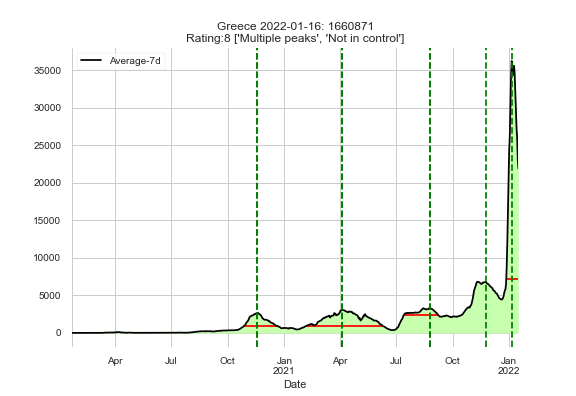 Greece 2022-01-16: 1660871
Rating:8 ['Multiple peaks', 'Not in control']
Average-7d
35000
30000
25000
20000
15000
10000
5000
0
Apr Jul Oct Jan Apr Jul Oct Jan
2021 2022
Date